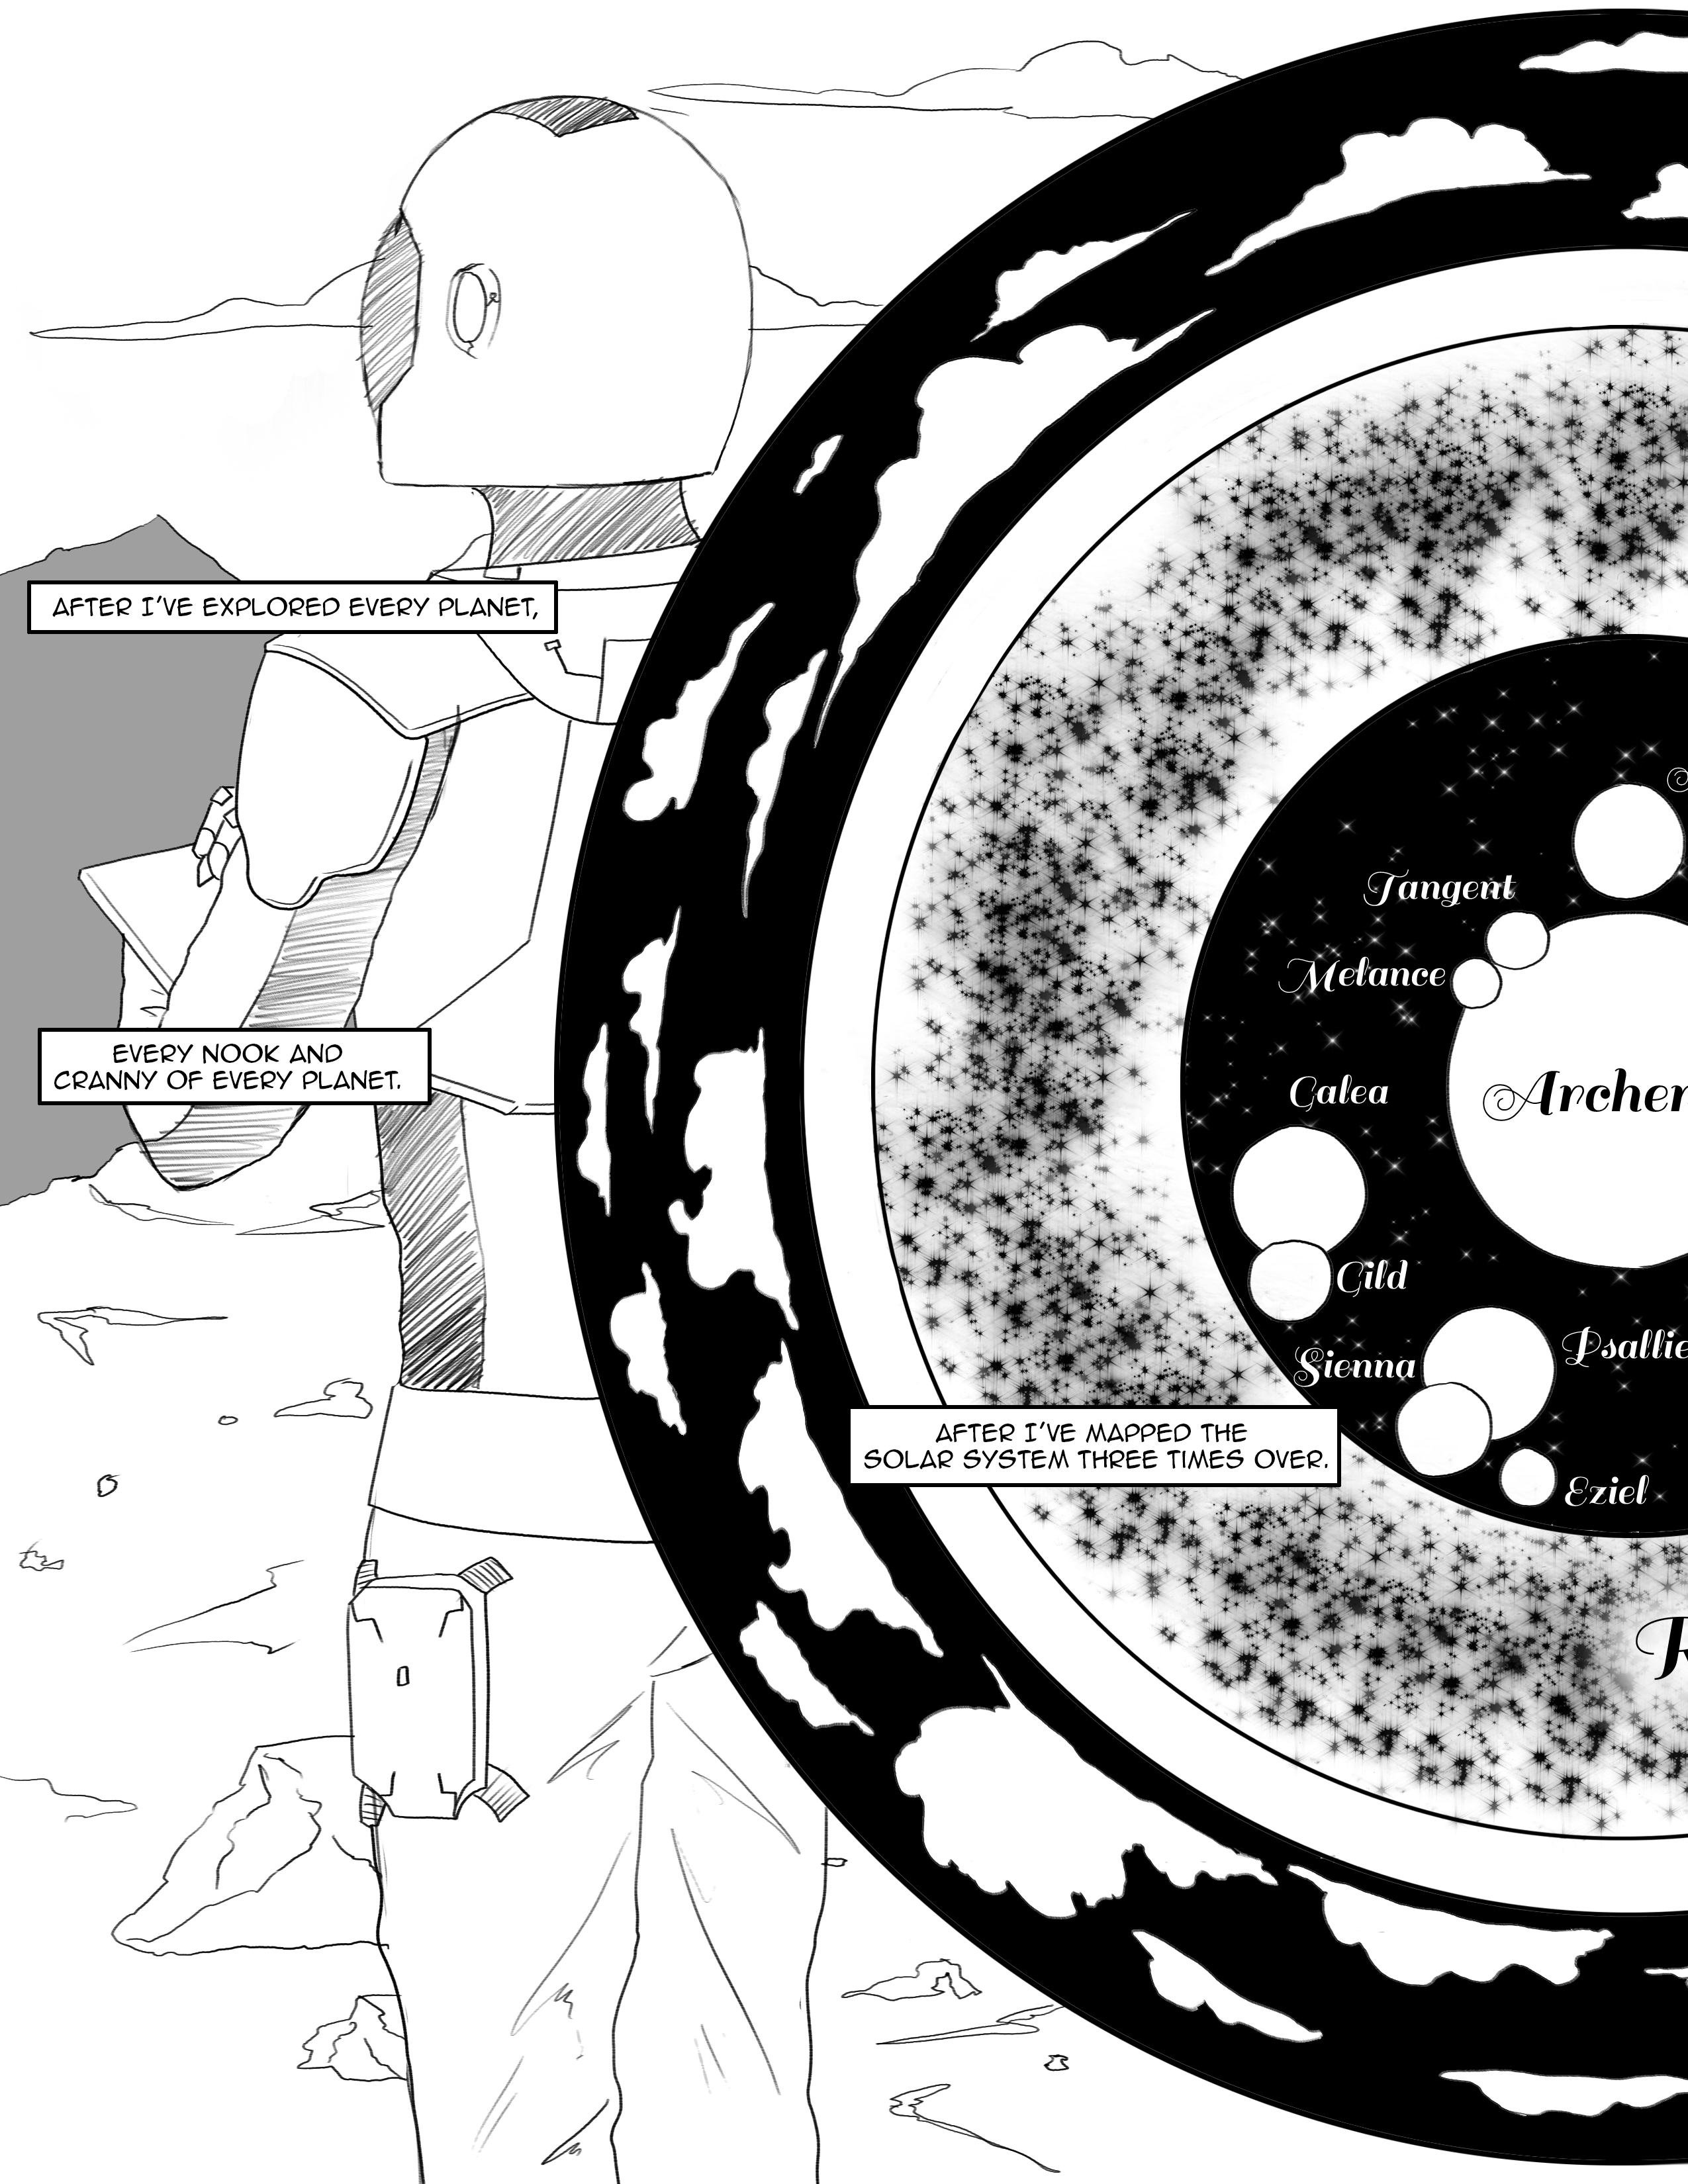 AFTER I'VE EXPLORED EVERY PLANET,
EVERY NOOK AND
CRANNY OF EVERY PLANET.
Tangent
Melance
Archer
Galea
Gild
Psallie
Sienna
Eziel
AFTER I'VE MAPPED THE
SOLAR SYSTEM THREE TIMES OVER.